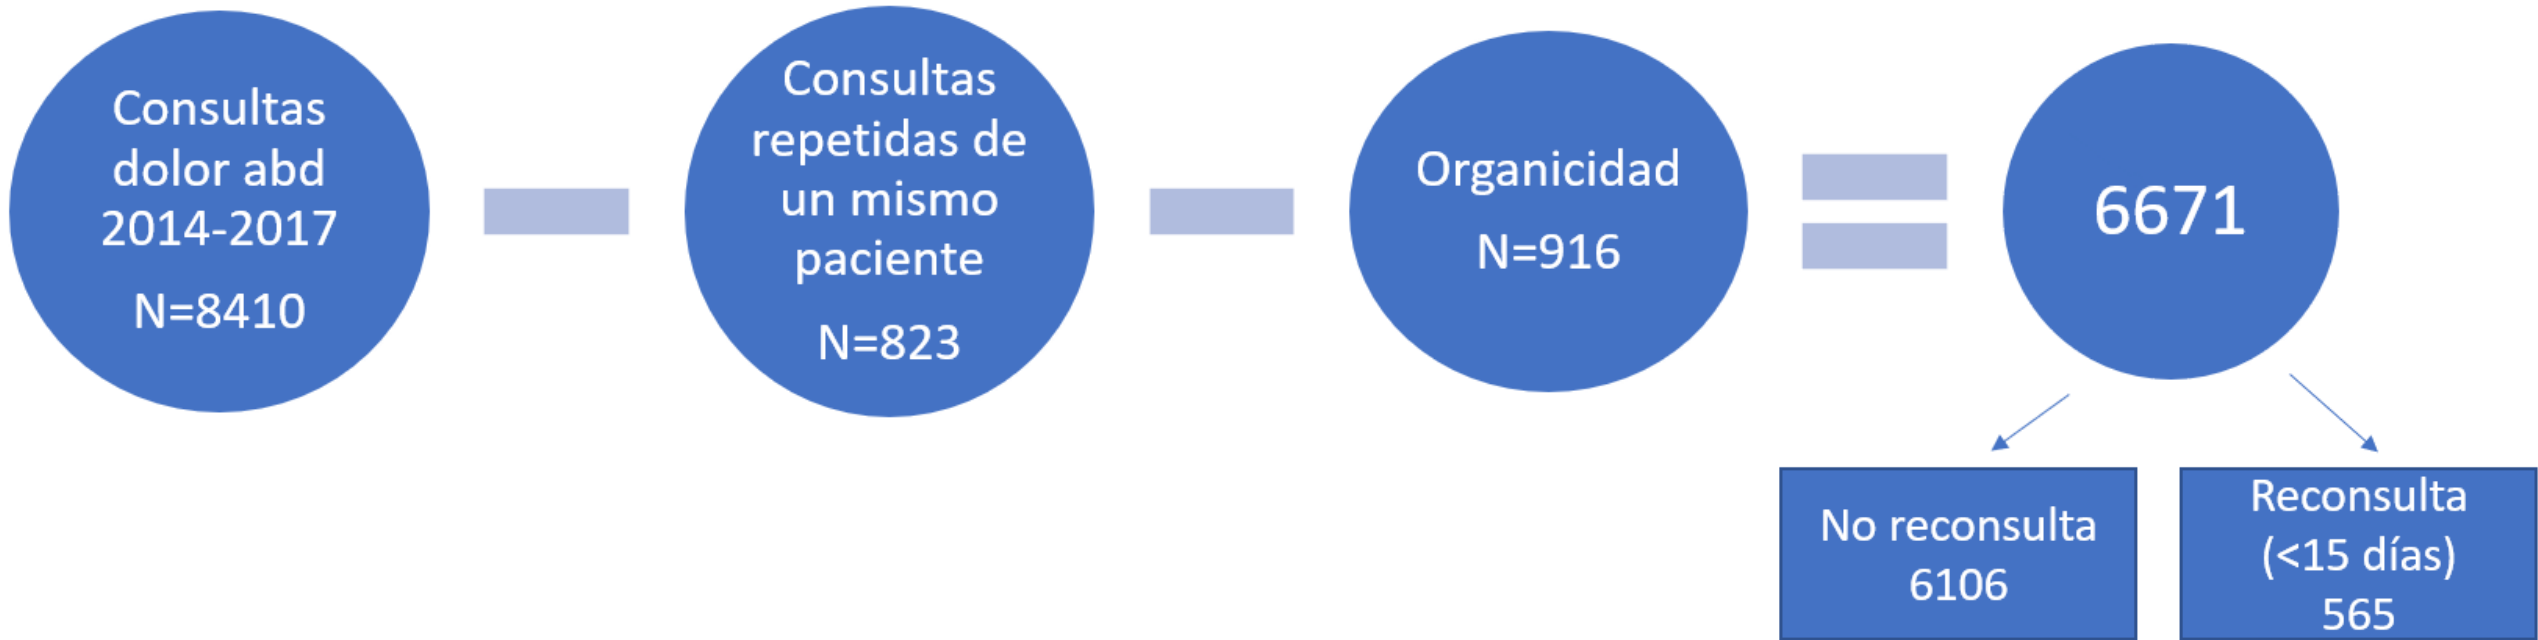 Consultas
dolor abd
2014-2017
N=8410
Consultas
repetidas de
un mismo
paciente
N=823
Organicidad
N=916
6671
No reconsulta
6106
Reconsulta
(<15 días)
565